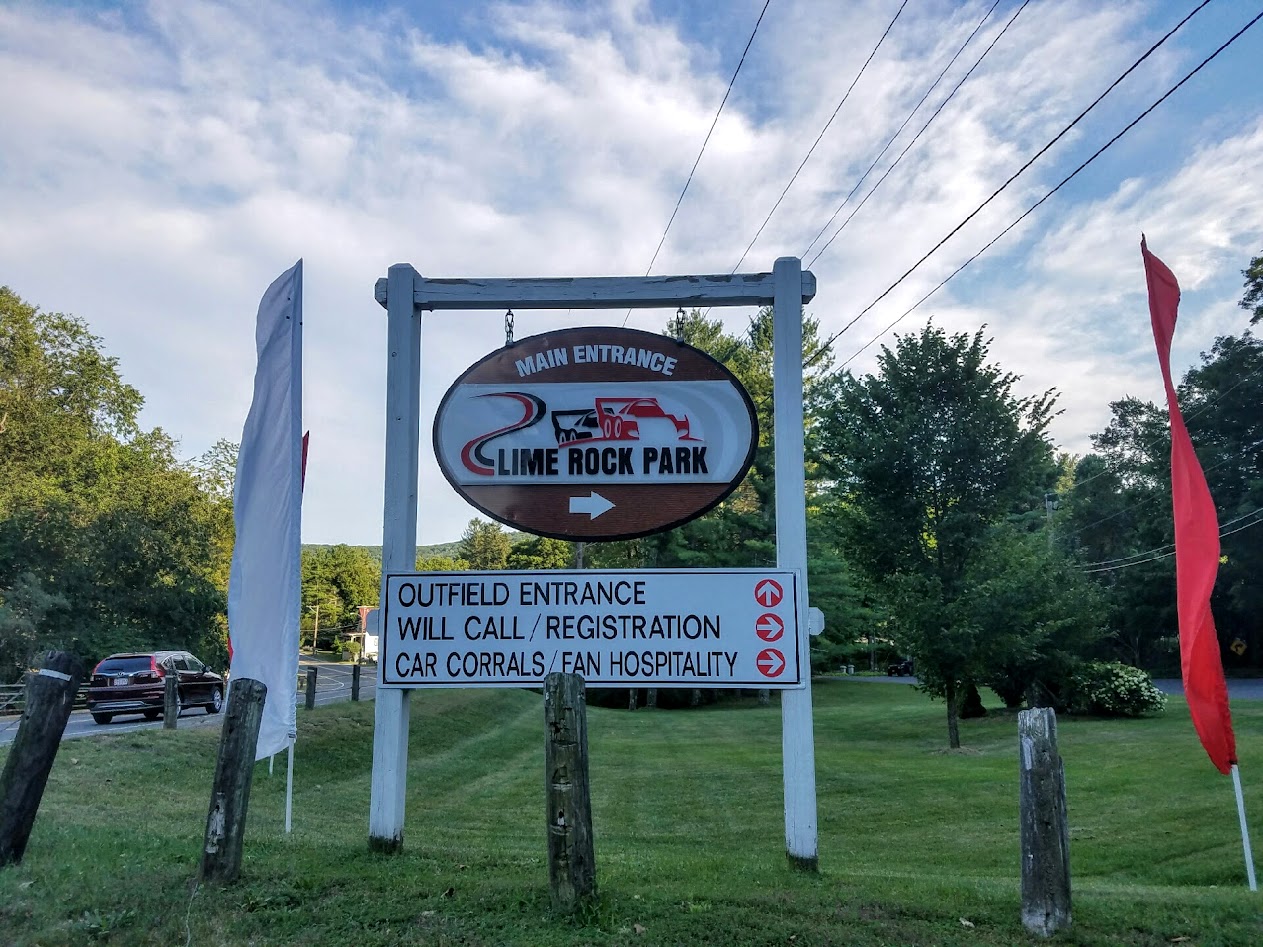 MAIN ENTRANCE
LIME ROCK PARK
OUTFIELD ENTRANCE
WILL CALL / REGISTRATION
CAR CORRALS / FAN HOSPITALITY